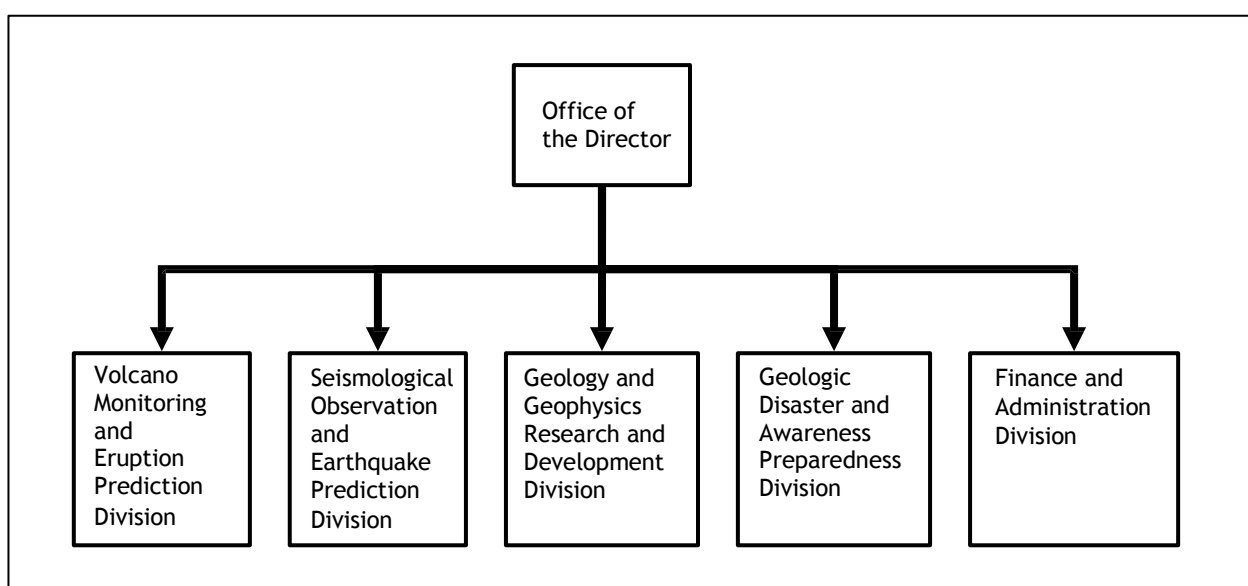 Office of
the Director
Volcano
Monitoring
and
Eruption
Prediction
Division
Seismological
Observation
and
Earthquake
Prediction
Division
Geology and
Geophysics
Research and
Development
Division
Geologic
Disaster and
Awareness
Preparedness
Division
Finance and
Administration
Division